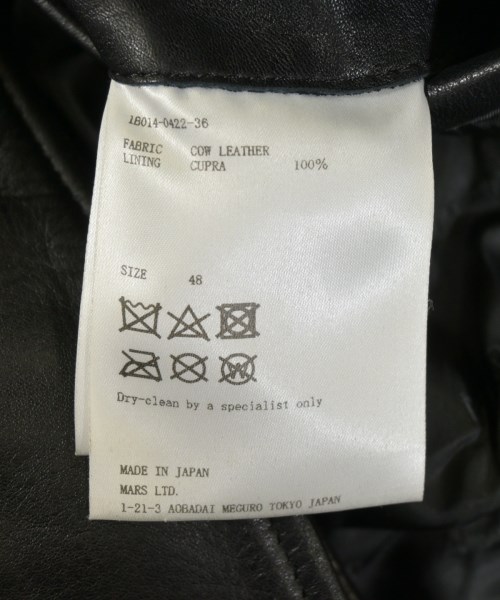 16014-0422-36
FABRIC COW LEATHER
LINING CUPRA 100%
SIZE 48
Dry-clean by a specialist only
MADE IN JAPAN
MARS LTD.
1-21-3 AOBADAI MEGURO TOKYO JAPAN